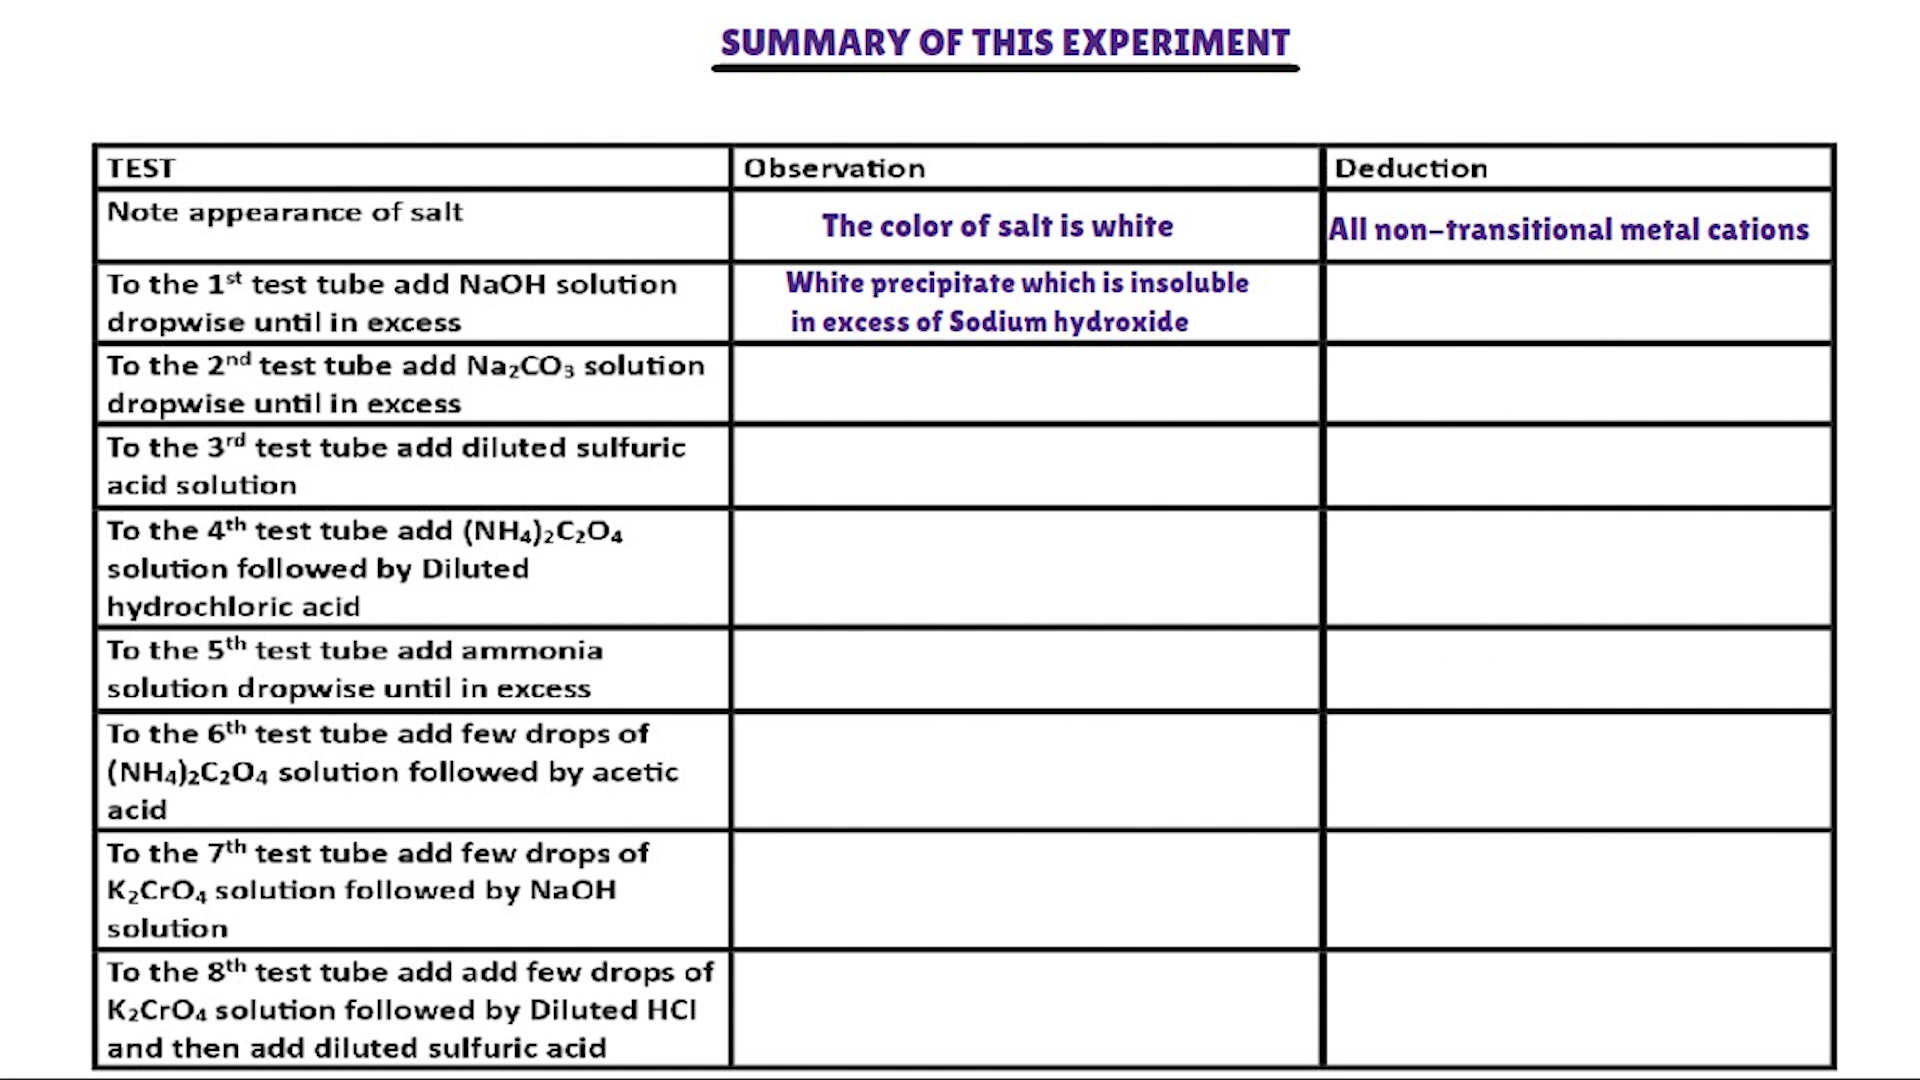 SUMMARY OF THIS EXPERIMENT
TEST
Observation
Deduction
Note appearance of salt
The color of salt is white
All non-transitional metal cations
To the 1st test tube add NaOH solution
dropwise until in excess
White precipitate which is insoluble
in excess of Sodium hydroxide
To the 2nd test tube add Na₂CO₃ solution
dropwise until in excess
To the 3rd test tube add diluted sulfuric
acid solution
To the 4th test tube add (NH₄)₂C₂O₄
solution followed by Diluted
hydrochloric acid
To the 5th test tube add ammonia
solution dropwise until in excess
To the 6th test tube add few drops of
(NH₄)₂C₂O₄ solution followed by acetic
acid
To the 7th test tube add few drops of
K₂CrO₄ solution followed by NaOH
solution
To the 8th test tube add add few drops of
K₂CrO₄ solution followed by Diluted HCl
and then add diluted sulfuric acid